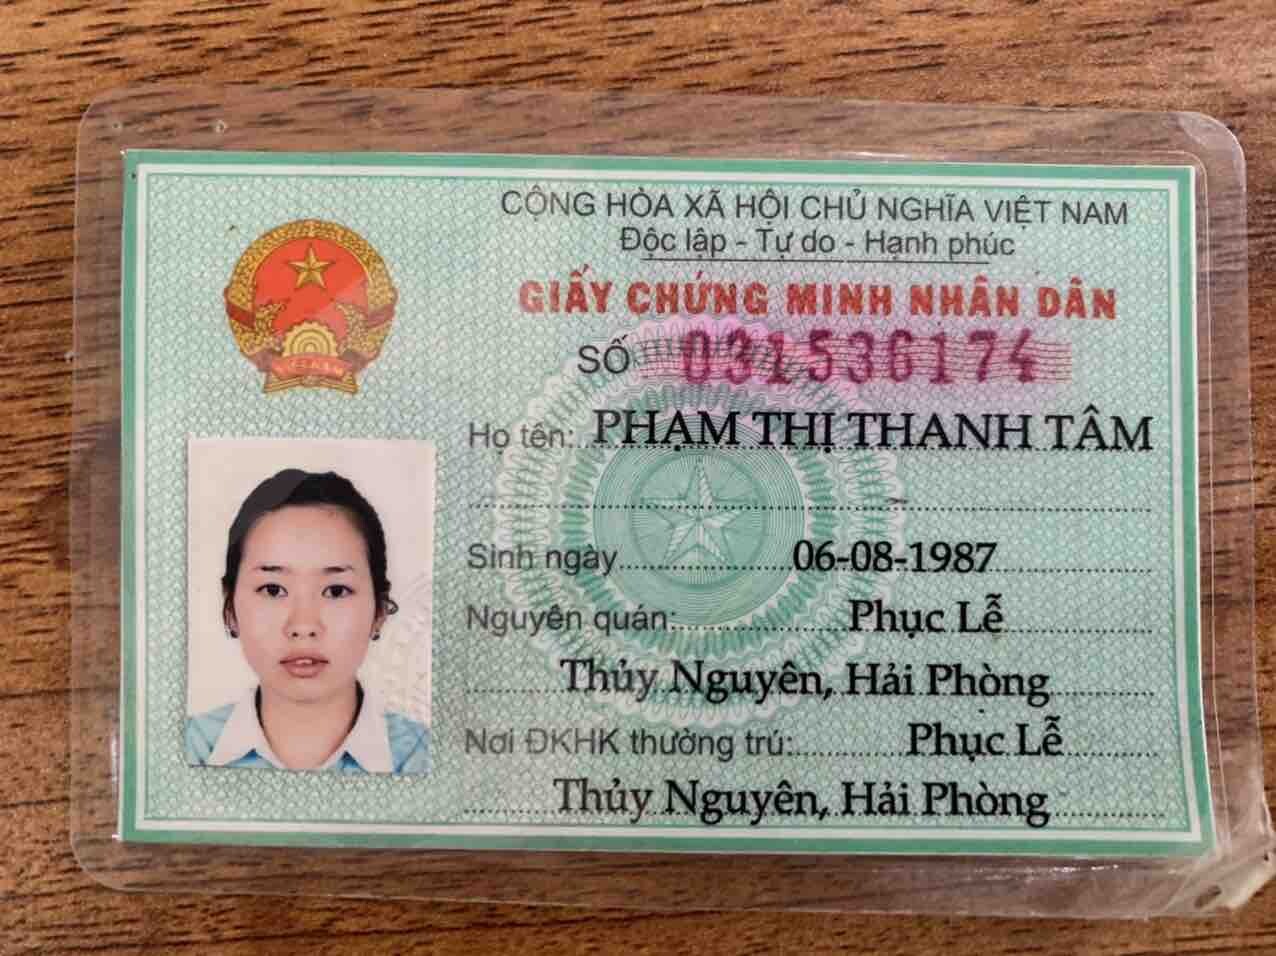 CỘNG HÒA XÃ HỘI CHỦ NGHĨA VIỆT NAM
Độc lập - Tự do - Hạnh phúc
GIẤY CHỨNG MINH NHÂN DÂN
SỐ 031536174
VIỆT NAM
Họ tên: PHẠM THỊ THANH TÂM
Sinh ngày 06-08-1987
Nguyên quán: Phục Lễ
Thủy Nguyên, Hải Phòng
Nơi ĐKHK thường trú: Phục Lễ
Thủy Nguyên, Hải Phòng